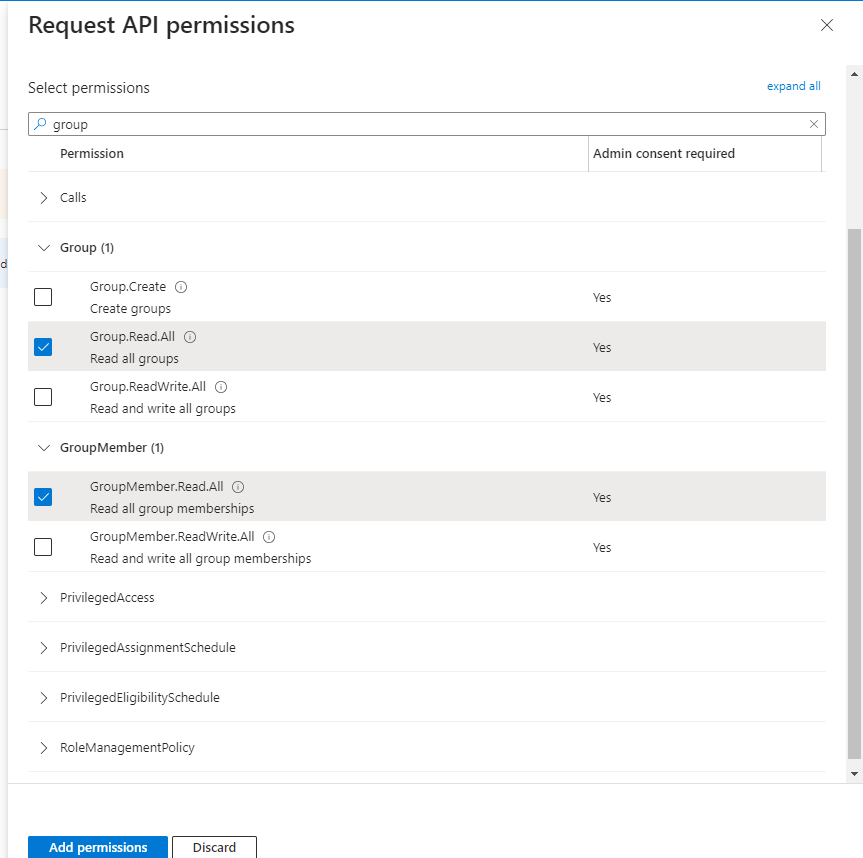 Request API permissions
Select permissions
expand all
group
Permission
Admin consent required
Calls
Group (1)
Group.Create
Create groups
Yes
Group.Read.All
Read all groups
Yes
Group.ReadWrite.All
Read and write all groups
Yes
GroupMember (1)
GroupMember.Read.All
Read all group memberships
Yes
GroupMember.ReadWrite.All
Read and write all group memberships
Yes
PrivilegedAccess
PrivilegedAssignmentSchedule
PrivilegedEligibilitySchedule
RoleManagementPolicy
Add permissions
Discard
d